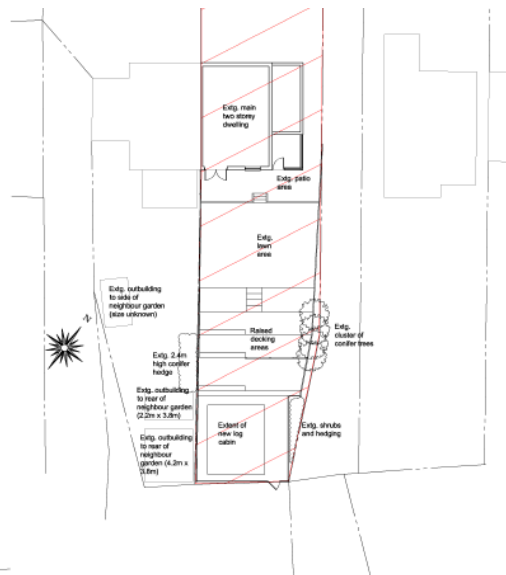 Extg. main
two storey
dwelling
Extg. patio
area
Extg.
lawn
area
Extg. outbuilding
to side of
neighbour garden
(size unknown)
N
Raised
decking
areas
Extg.
cluster of
conifer trees
Extg. 2.4m
high conifer
hedge
Extg. outbuilding
to rear of
neighbour garden
(2.2m x 3.8m)
Extent of
new log
cabin
Extg. shrubs
and hedging
Extg. outbuilding
to rear of
neighbour
garden (4.2m x
3.8m)